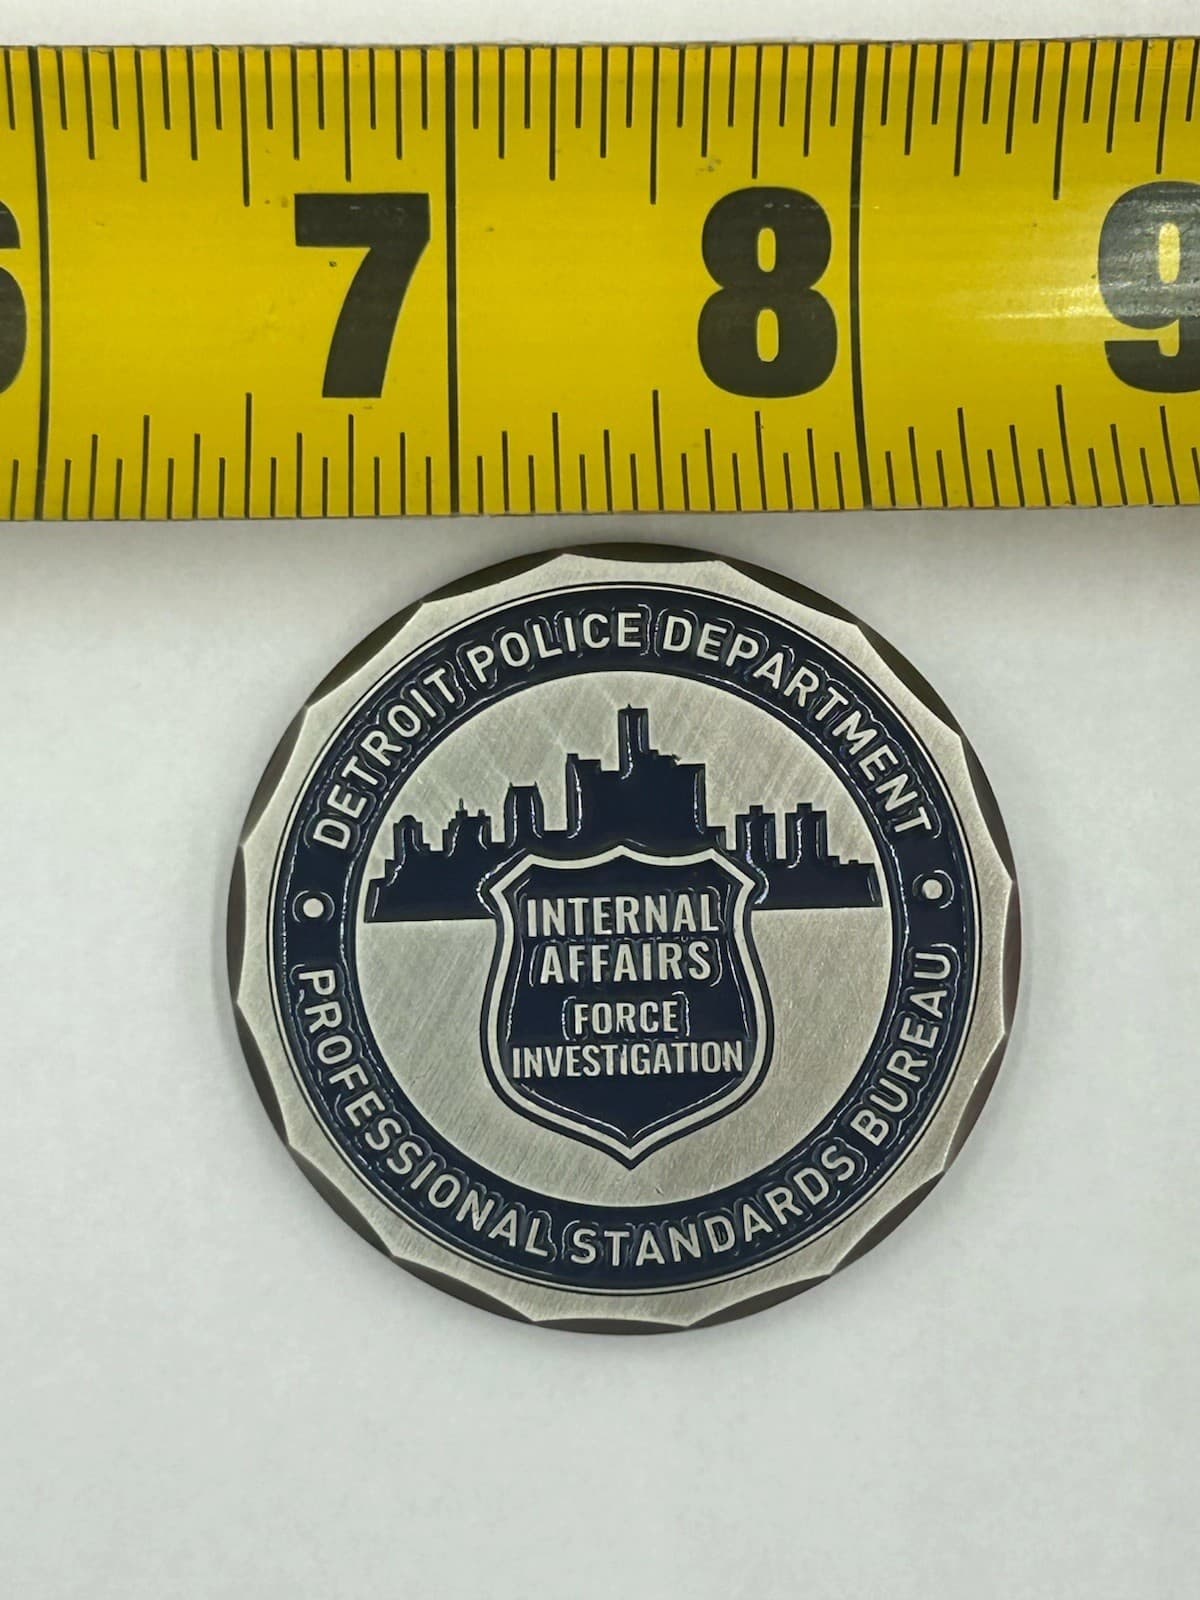 6 7 8 9
DETROIT POLICE DEPARTMENT
INTERNAL
AFFAIRS
FORCE
INVESTIGATION
PROFESSIONAL STANDARDS BUREAU